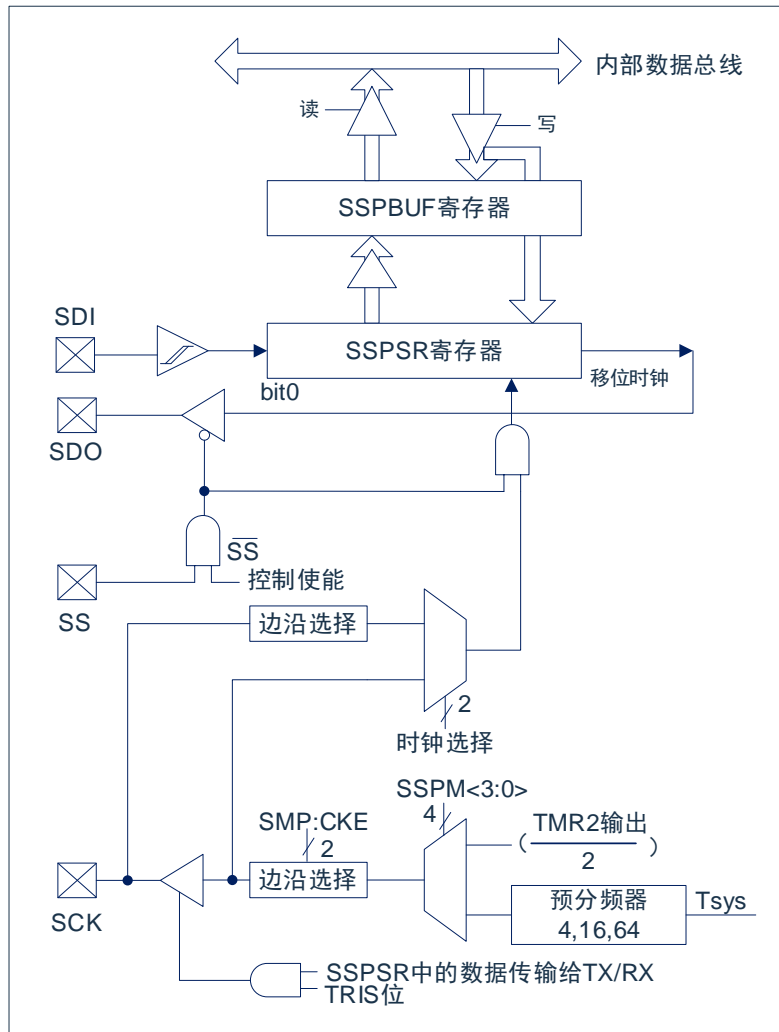 内部数据总线
读
写
SSPBUF寄存器
SDI
SSPSR寄存器
bit0
移位时钟
SDO
SS
控制使能
SS
边沿选择
2
时钟选择
SSPM<3:0>
4
SMP:CKE
2
(TMR2输出/2)
边沿选择
SCK
预分频器
4,16,64
Tsys
SSPSR中的数据传输给TX/RX
TRIS位